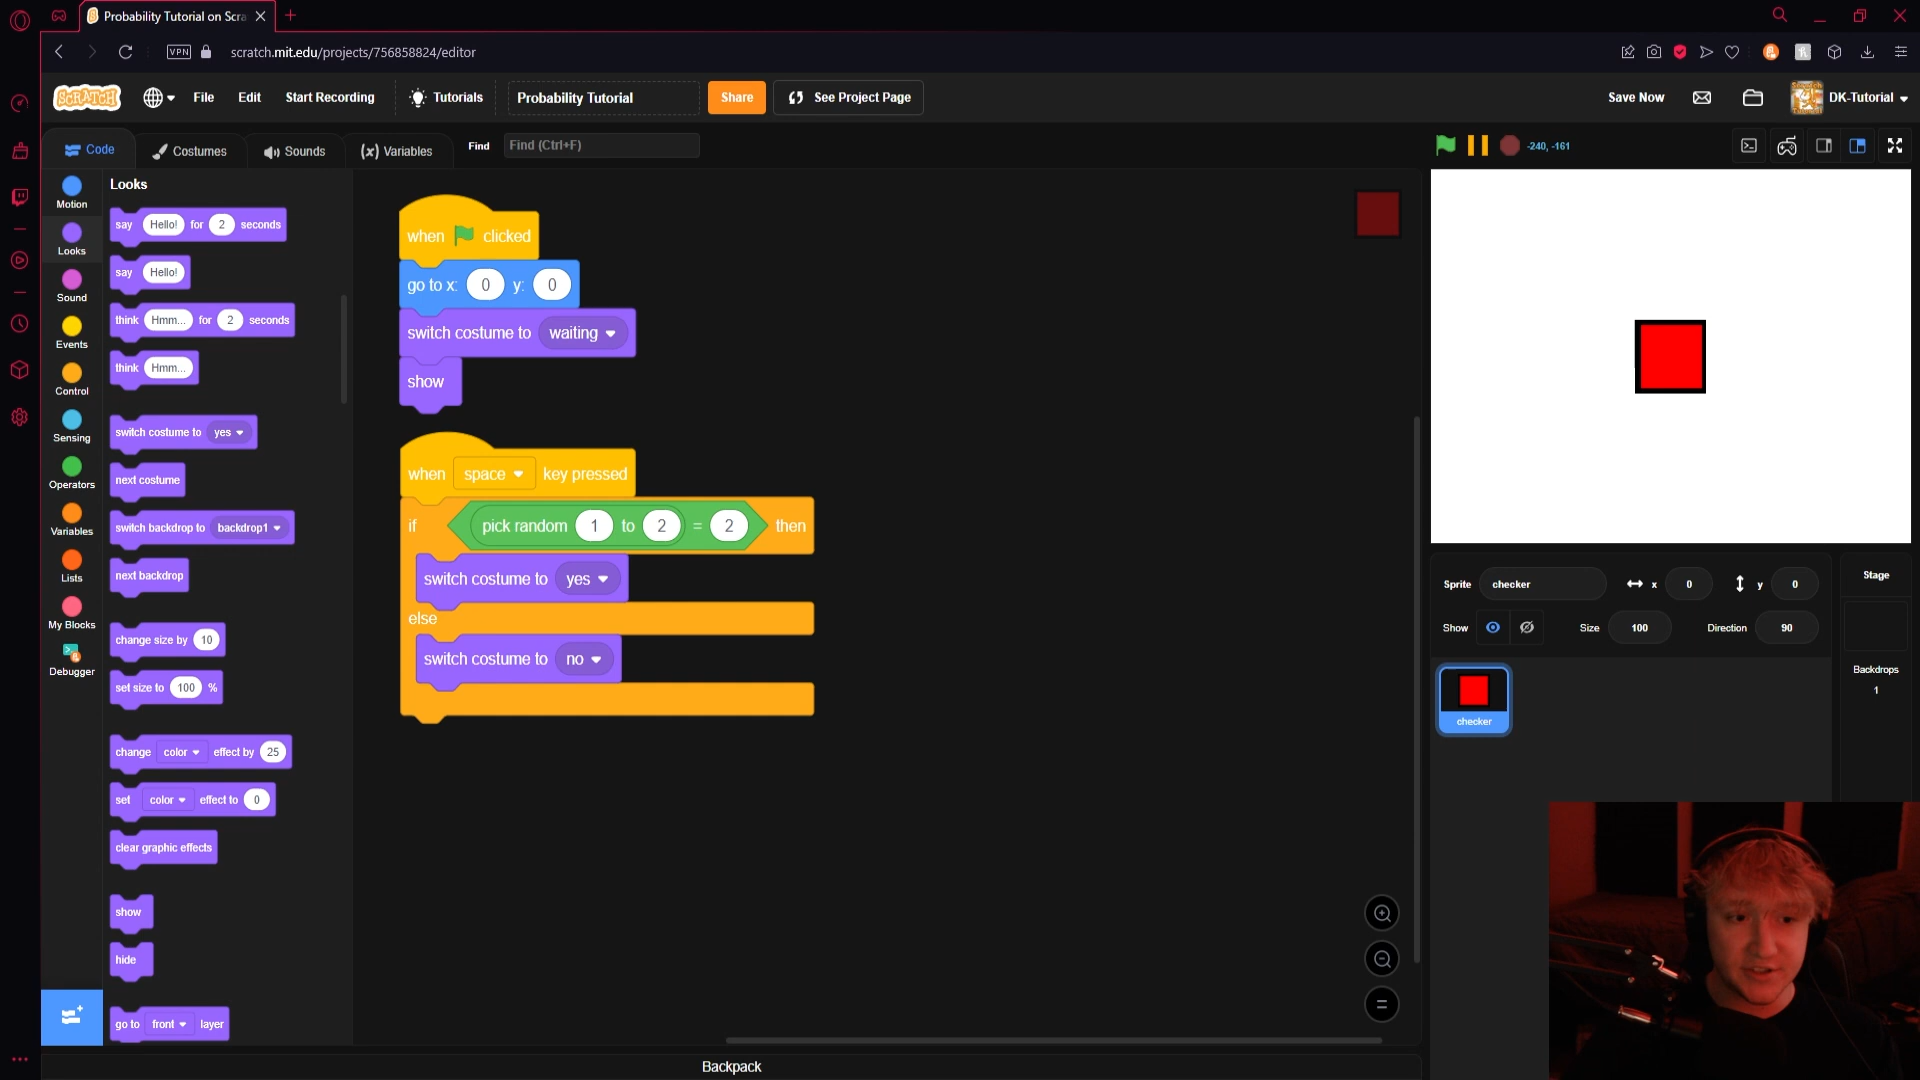 Probability Tutorial on Scra
VPN
scratch.mit.edu/projects/756858824/editor
SCRATCH
File
Edit
Start Recording
Tutorials
Probability Tutorial
Share
See Project Page
Save Now
DK-Tutorial
Code
Costumes
Sounds
(x) Variables
Find
Find (Ctrl+F)
-240, -161
Motion
Looks
Sound
Events
Control
Sensing
Operators
Variables
Lists
My Blocks
Debugger
Looks
say Hello! for 2 seconds
say Hello!
think Hmm... for 2 seconds
think Hmm...
switch costume to yes
next costume
switch backdrop to backdrop1
next backdrop
change size by 10
set size to 100 %
change color effect by 25
set color effect to 0
clear graphic effects
show
hide
go to front layer
when clicked
go to x: 0 y: 0
switch costume to waiting
show
when space key pressed
if pick random 1 to 2 = 2 then
switch costume to yes
else
switch costume to no
Sprite checker x 0 y 0
Show Size 100 Direction 90
checker
Stage
Backdrops
1
Backpack